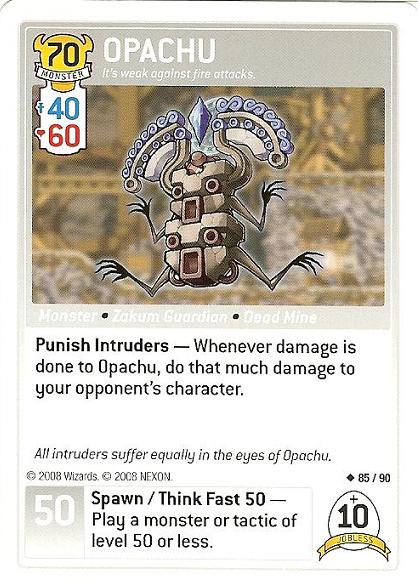 70
MONSTER
OPACHU
It's weak against fire attacks.
40
60
Monster • Zakum Guardian • Dead Mine
Punish Intruders — Whenever damage is
done to Opachu, do that much damage to
your opponent's character.
All intruders suffer equally in the eyes of Opachu.
© 2008 Wizards. © 2008 NEXON.
◆ 85 / 90
50
Spawn / Think Fast 50 —
Play a monster or tactic of
level 50 or less.
+
10
JOBLESS